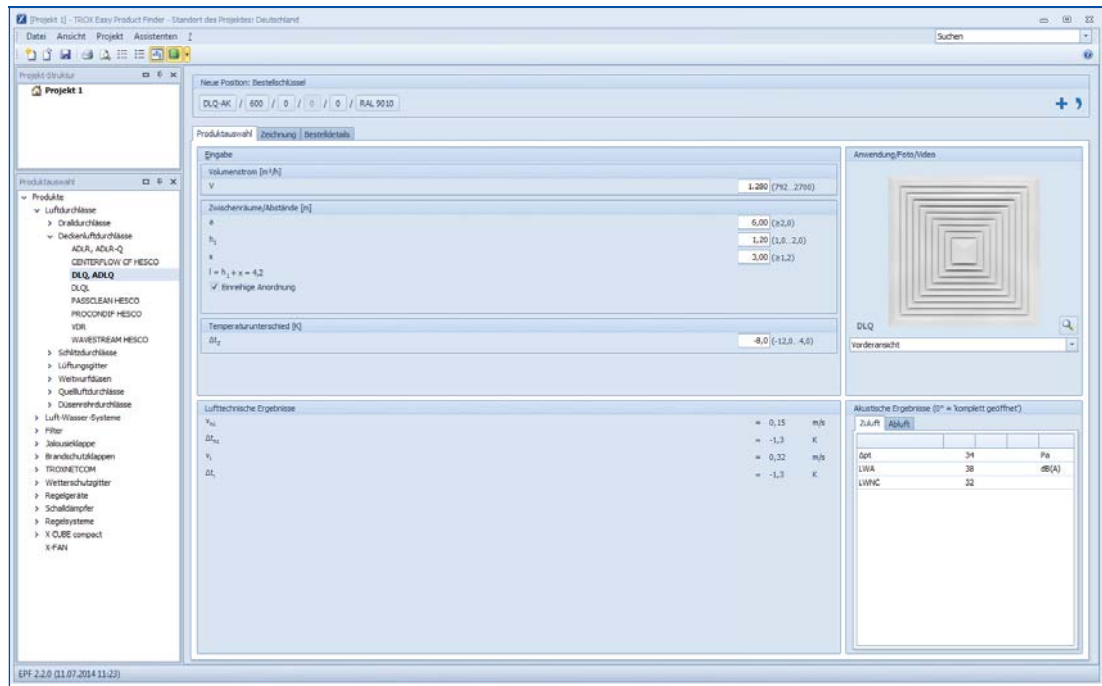 [Projekt 1] - TROX Easy Product Finder - Standort des Projektes: Deutschland
Datei Ansicht Projekt Assistenten ?
Suchen
Projekt-Struktur
Projekt 1
Neue Position: Bestellschlüssel
DLQ-AK / 600 / 0 / 0 / 0 / RAL 9010
Produktauswahl Zeichnung Bestelldetails
Produktauswahl
Produkte
Luftdurchlässe
Dralldurchlässe
Deckenluftdurchlässe
ADLR, ADLR-Q
CENTERFLOW CF HESCO
DLQ, ADLQ
DLQL
PASSCLEAN HESCO
PROCONDIF HESCO
VDR
WAVESTREAM HESCO
Schlitzdurchlässe
Lüftungsgitter
Weitwurfdüsen
Quellluftdurchlässe
Düsenrohrdurchlässe
Luft-Wasser-Systeme
Filter
Jalousieklappe
Brandschutzklappen
TROXNETCOM
Wetterschutzgitter
Regelgeräte
Schalldämpfer
Regelsysteme
X CUBE compact
X-FAN
Eingabe
Volumenstrom [m³/h]
V 1.280 (792...2700)
Zwischenräume/Abstände [m]
a 6,00 (≥2,0)
h₁ 1,20 (1,0...2,0)
x 3,00 (≥1,2)
l = h₁ + x = 4,2
Einreihige Anordnung
Temperaturunterschied [K]
Δt_Z -8,0 (-12,0...4,0)
Anwendung/Foto/Video
DLQ
Vorderansicht
Lufttechnische Ergebnisse
v_h1 = 0,15 m/s
Δt_h1 = -1,3 K
v_l = 0,32 m/s
Δt_l = -1,3 K
Akustische Ergebnisse (0° = 'komplett geöffnet')
Zuluft Abluft
Δpt 34 Pa
LWA 38 dB(A)
LWNC 32
EPF 2.2.0 (11.07.2014 11:23)